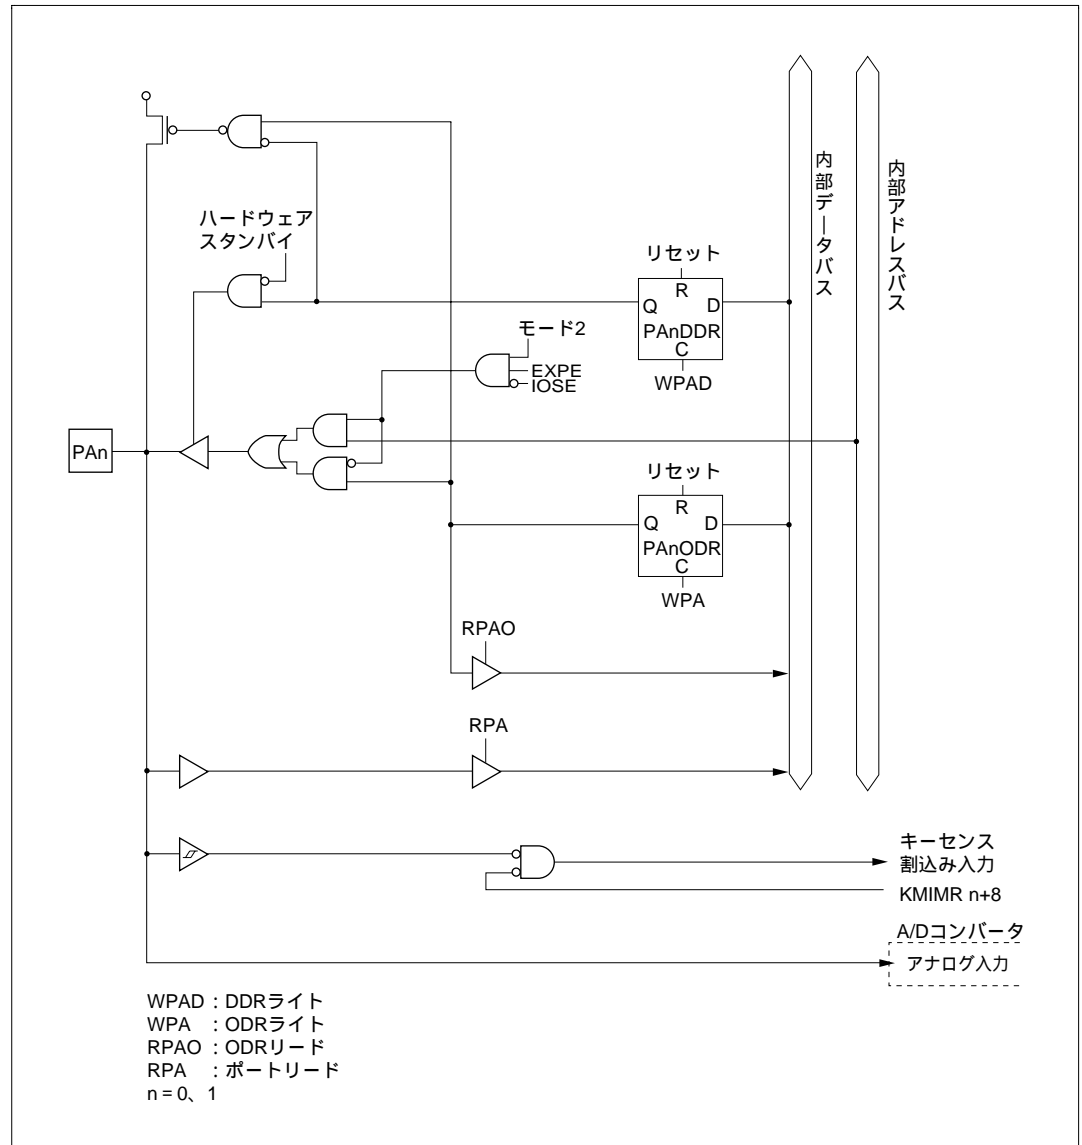 ハードウェア
スタンバイ
内部データバス
内部アドレスバス
リセット
R
Q D
PAnDDR
C
WPAD
モード2
EXPE
IOSE
PAn
リセット
R
Q D
PAnODR
C
WPA
RPAO
RPA
キーセンス
割込み入力
KMIMR n+8
A/Dコンバータ
アナログ入力
WPAD : DDRライト
WPA : ODRライト
RPAO : ODRリード
RPA : ポートリード
n = 0、1